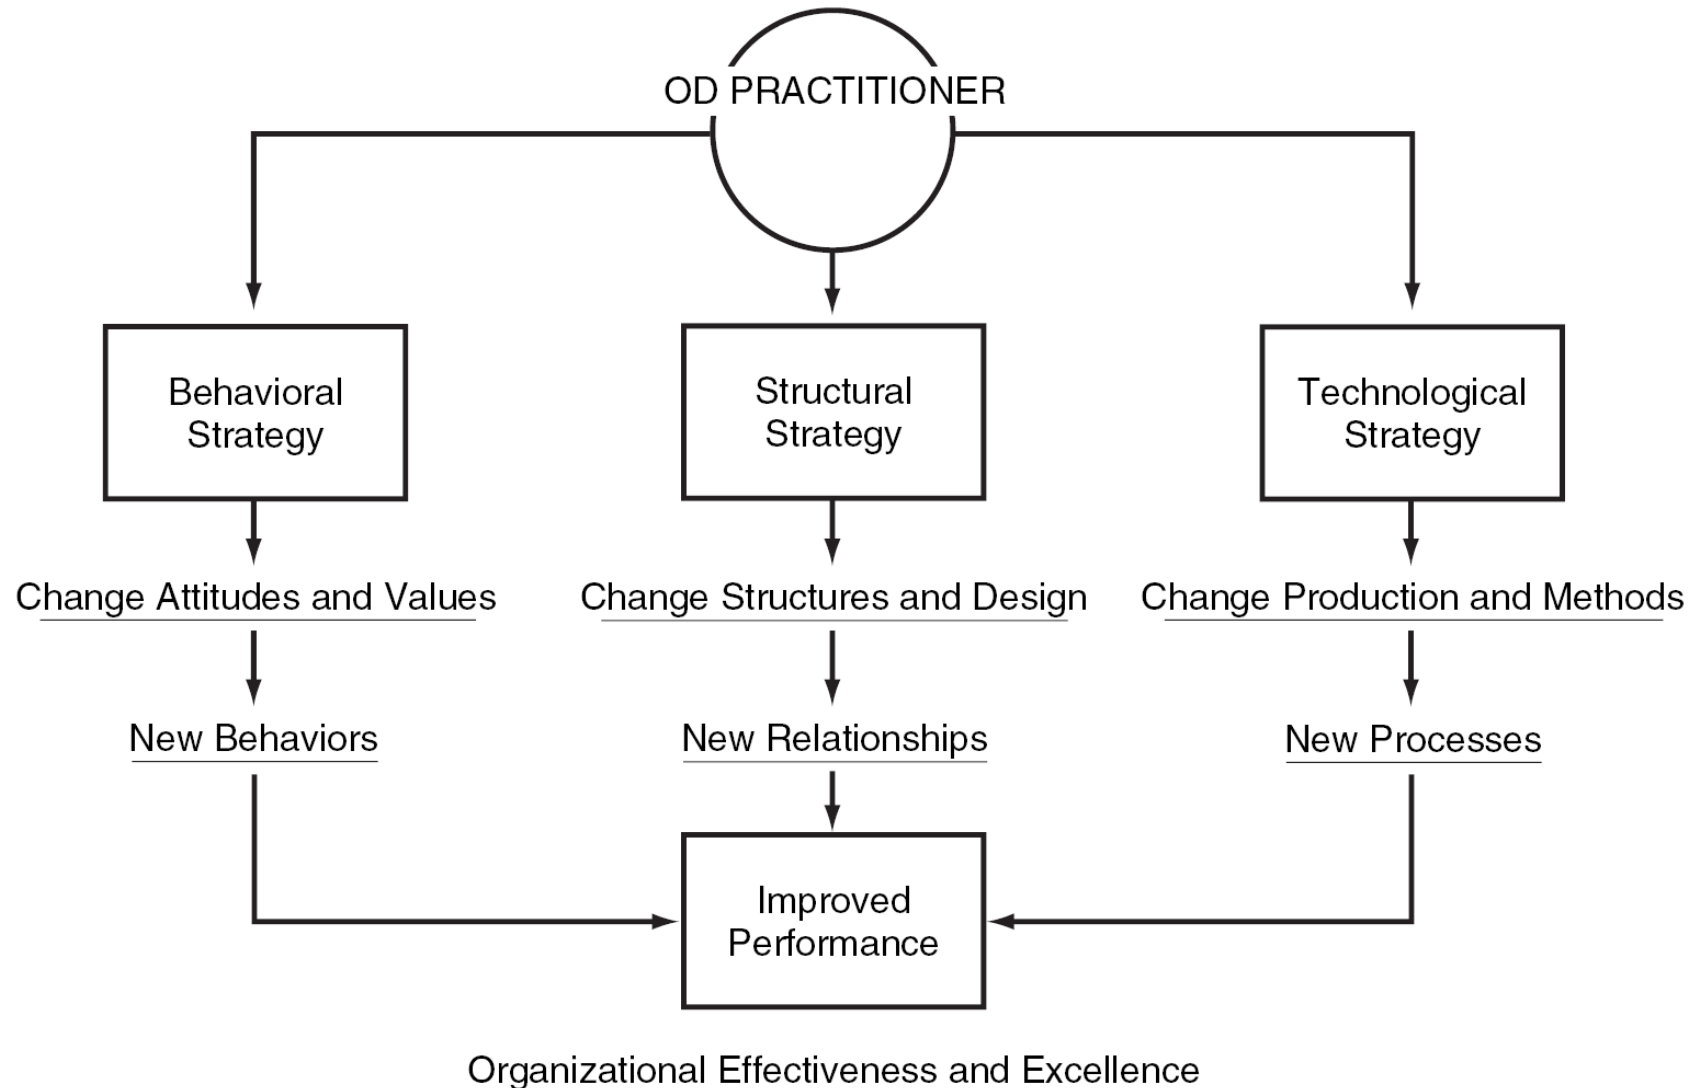 OD PRACTITIONER
Behavioral
Strategy
Structural
Strategy
Technological
Strategy
Change Attitudes and Values
Change Structures and Design
Change Production and Methods
New Behaviors
New Relationships
New Processes
Improved
Performance
Organizational Effectiveness and Excellence